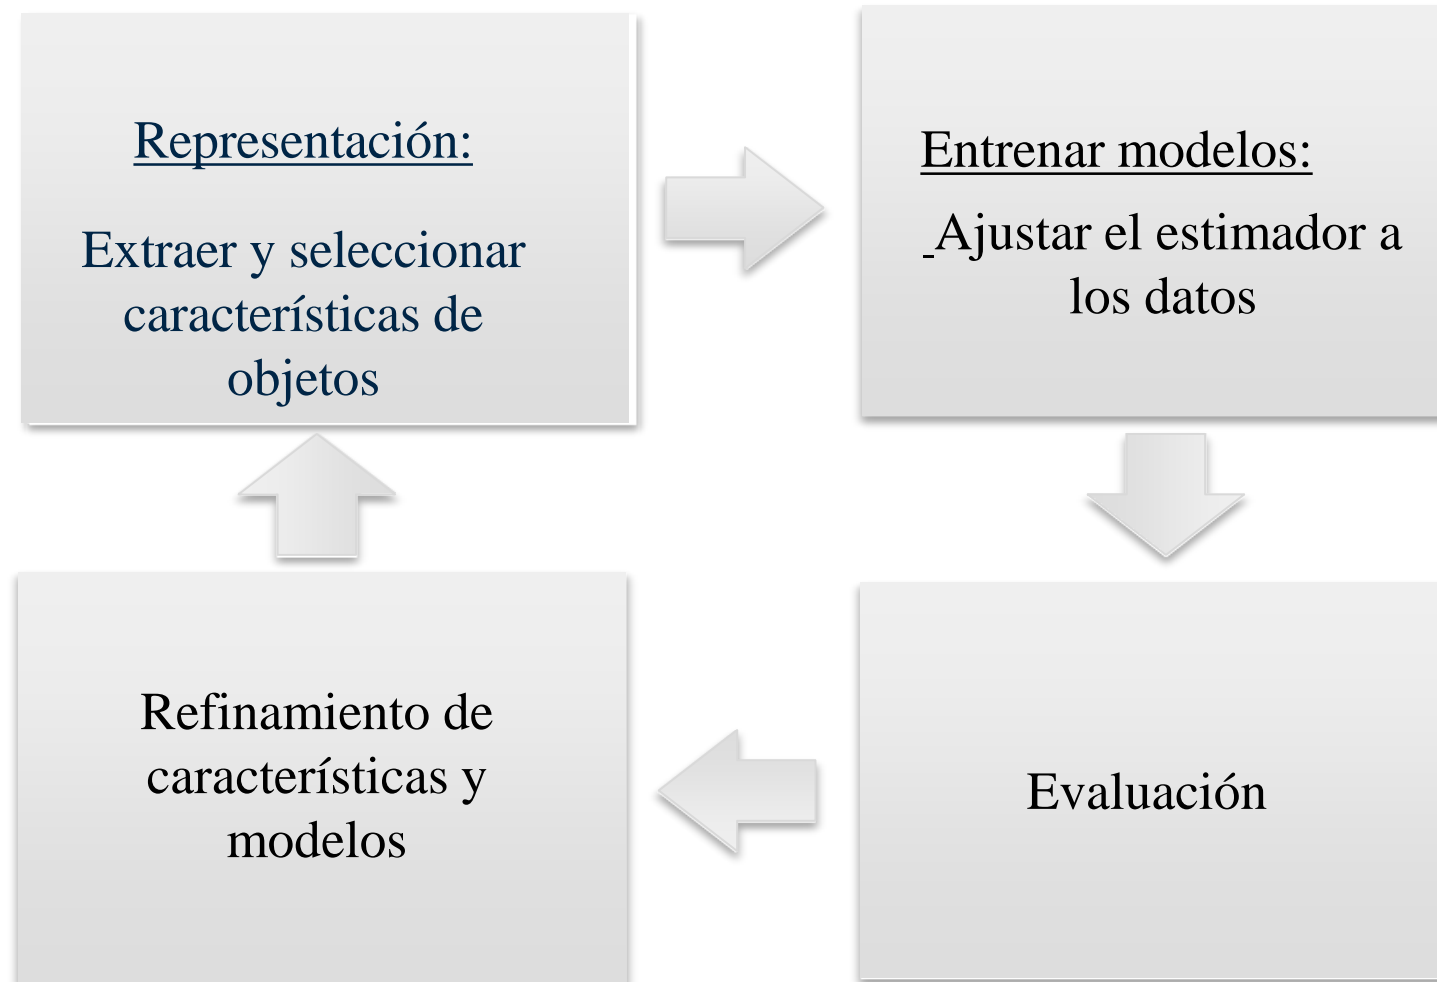 Representación:
Extraer y seleccionar
características de
objetos
Entrenar modelos:
Ajustar el estimador a
los datos
Refinamiento de
características y
modelos
Evaluación